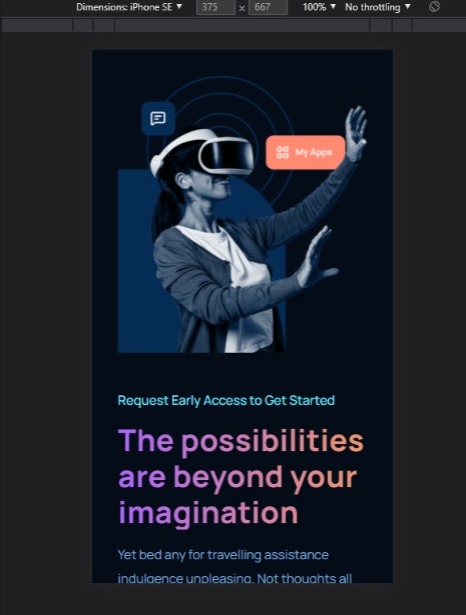 Dimensions: iPhone SE ▼ 375 x 667 100% ▼ No throttling ▼
My Apps
Request Early Access to Get Started
The possibilities
are beyond your
imagination
Yet bed any for travelling assistance
indulgence unpleasing. Not thoughts all